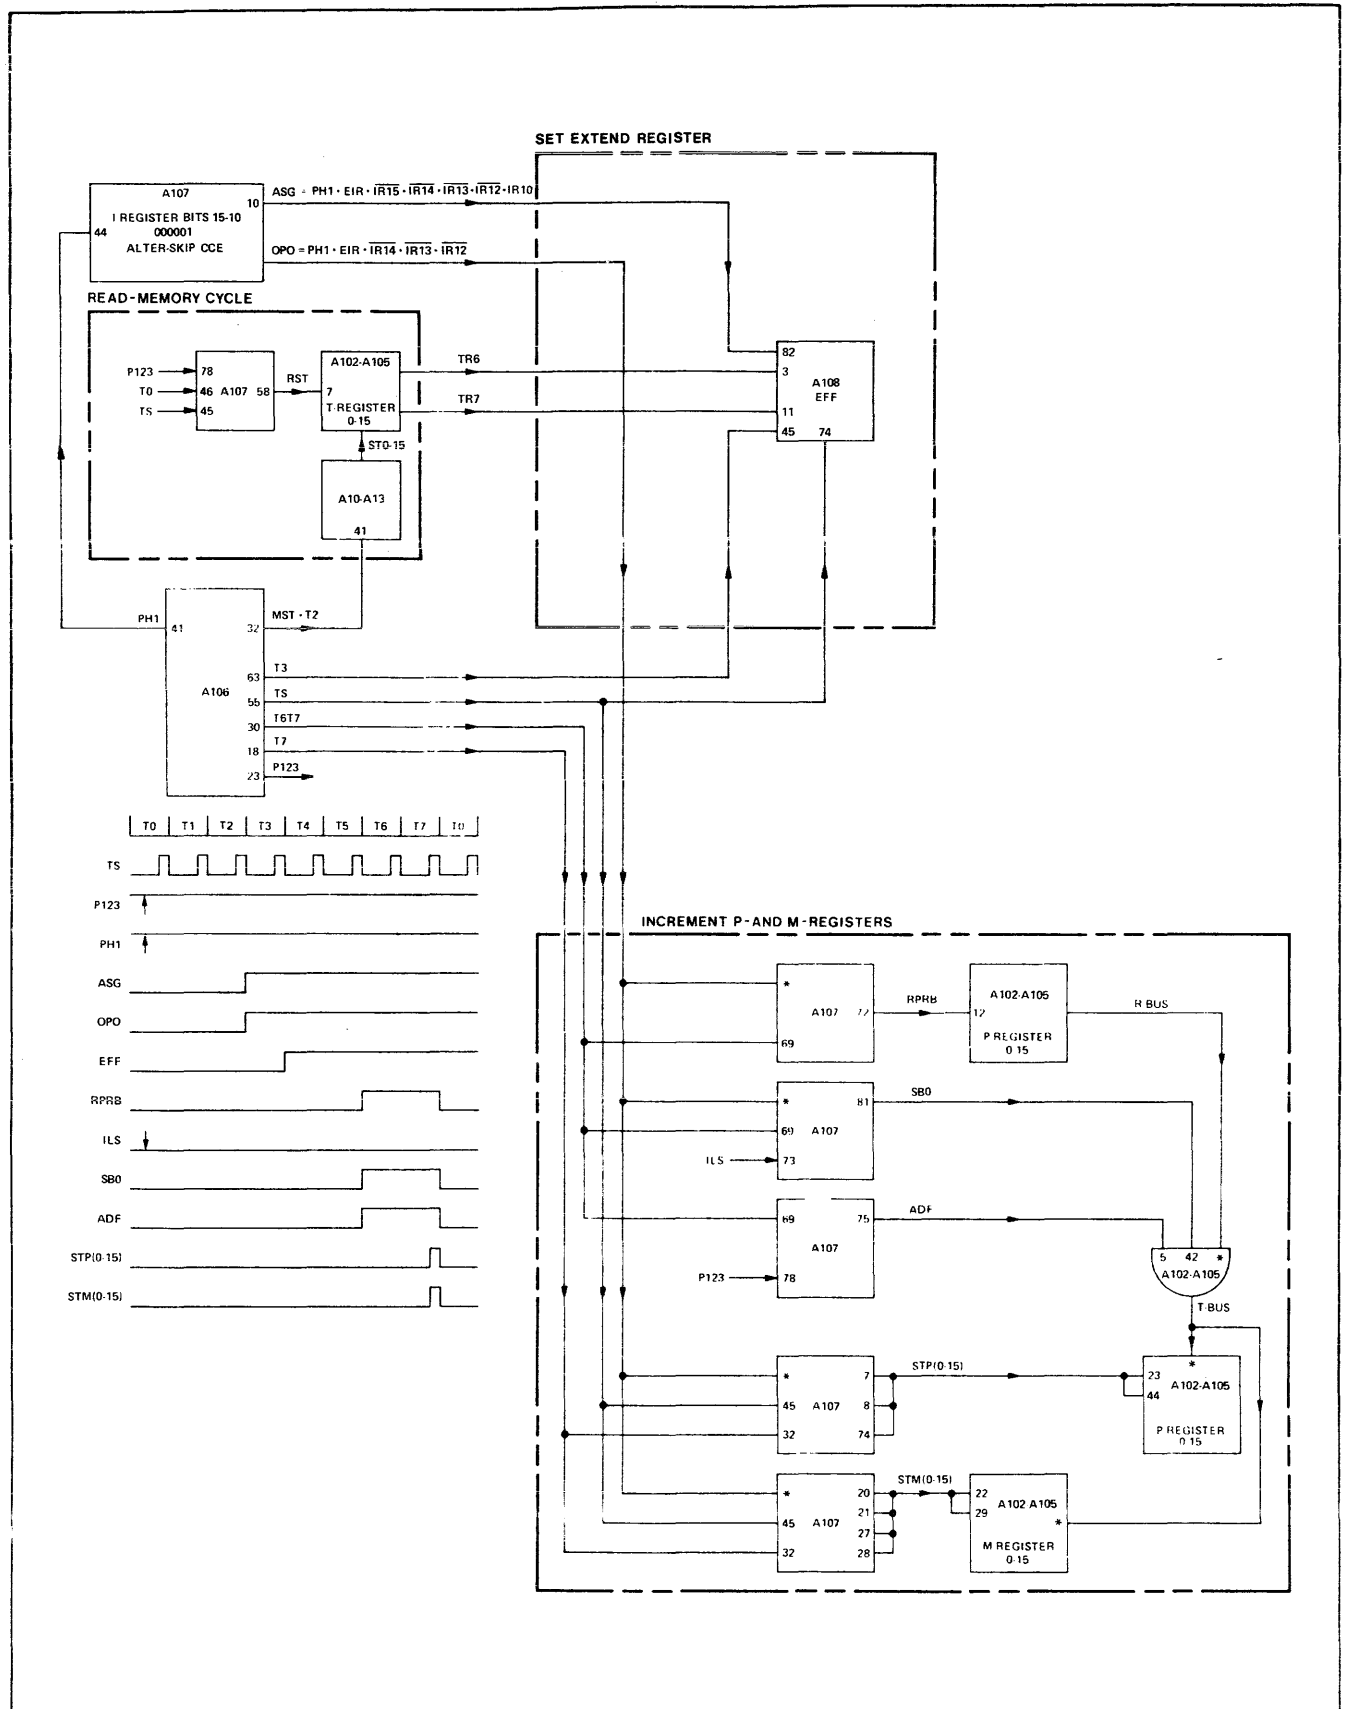 SET EXTEND REGISTER
A107
10
I REGISTER BITS 15-10
000001
ALTER-SKIP CCE
44
ASG = PH1 · EIR · IR15 · IR14 · IR13 · IR12 · IR10
OPO = PH1 · EIR · IR14 · IR13 · IR12
READ-MEMORY CYCLE
P123
T0
TS
78
46 A107 58
45
RST
A102-A105
7
T-REGISTER
0-15
TR6
TR7
ST0-15
A10-A13
41
82
3
A108
EFF
11
45 74
PH1
41
A106
32
63
55
30
18
23
MST · T2
T3
TS
T6T7
T7
P123
T0 T1 T2 T3 T4 T5 T6 T7 T0
TS
P123
PH1
ASG
OPO
EFF
RPRB
ILS
SB0
ADF
STP(0-15)
STM(0-15)
INCREMENT P-AND M-REGISTERS
*
A107 72
69
RPRB
A102-A105
12
P REGISTER
0-15
R BUS
* 81
69 A107
73
ILS
SB0
69 75
A107
78
P123
ADF
5 42 *
A102-A105
T-BUS
* 7
45 A107 8
32 74
STP(0-15)
*
23
44
A102-A105
P REGISTER
0-15
* 20
21
45 A107
27
32 28
STM(0-15)
22
29
A102 A105
*
M REGISTER
0-15